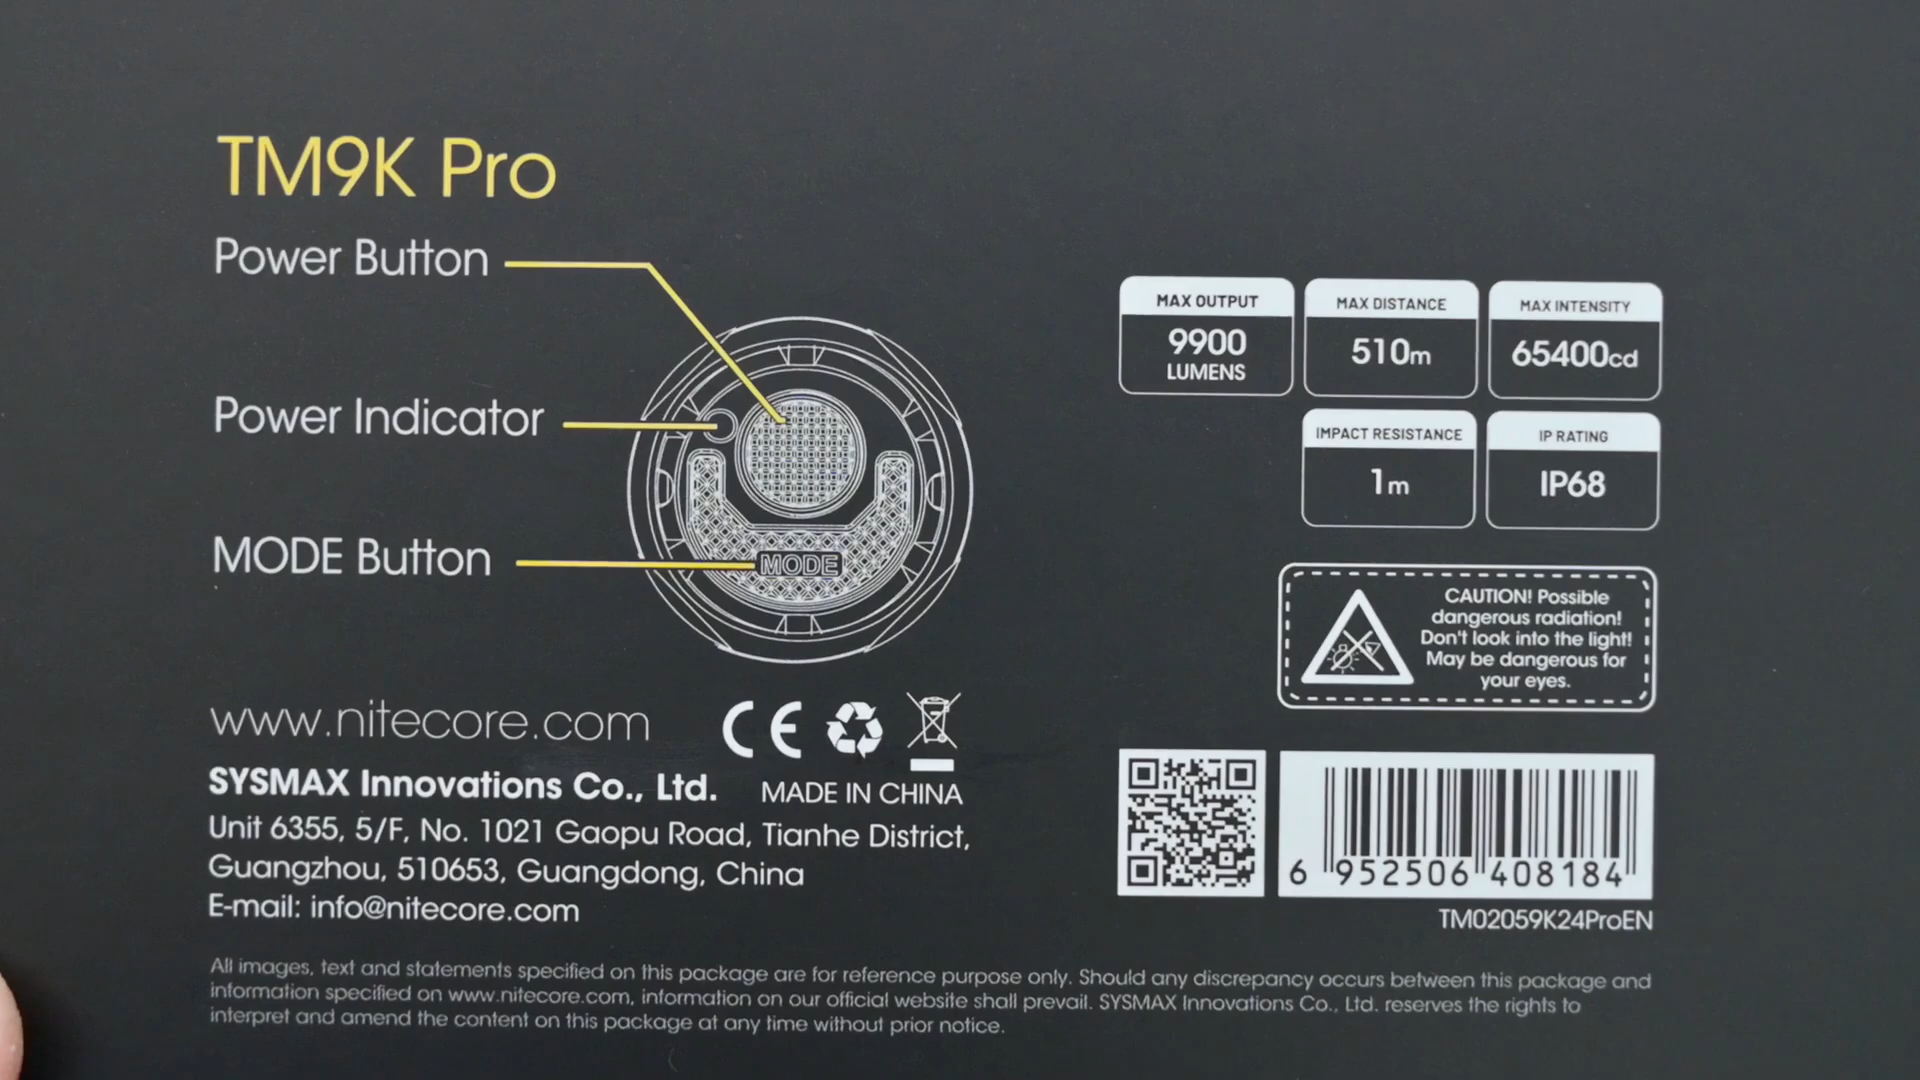 TM9K Pro
Power Button
Power Indicator
MODE Button
MODE
MAX OUTPUT
9900
LUMENS
MAX DISTANCE
510m
MAX INTENSITY
65400cd
IMPACT RESISTANCE
1m
IP RATING
IP68
CAUTION! Possible
dangerous radiation!
Don't look into the light!
May be dangerous for
your eyes.
www.nitecore.com
CE
SYSMAX Innovations Co., Ltd.
MADE IN CHINA
Unit 6355, 5/F, No. 1021 Gaopu Road, Tianhe District,
Guangzhou, 510653, Guangdong, China
E-mail: info@nitecore.com
6 952506 408184
TM02059K24ProEN
All images, text and statements specified on this package are for reference purpose only. Should any discrepancy occurs between this package and
information specified on www.nitecore.com, information on our official website shall prevail. SYSMAX Innovations Co., Ltd. reserves the rights to
interpret and amend the content on this package at any time without prior notice.